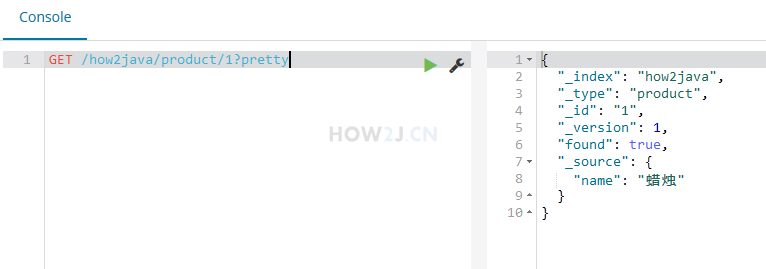 Console
1 GET /how2java/product/1?pretty
HOW2J.CN
1 {
2 "_index": "how2java",
3 "_type": "product",
4 "_id": "1",
5 "_version": 1,
6 "found": true,
7 "_source": {
8 "name": "蜡烛"
9 }
10 }